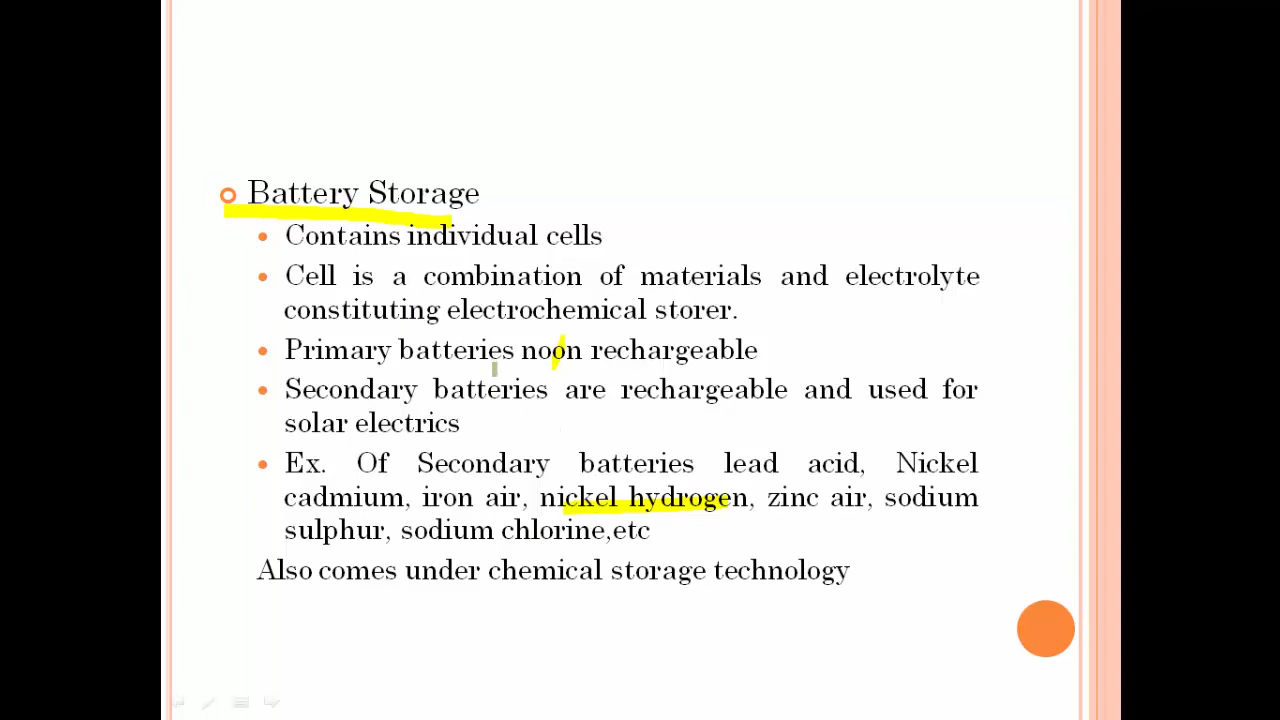 Battery Storage
Contains individual cells
Cell is a combination of materials and electrolyte
constituting electrochemical storer.
Primary batteries noon rechargeable
Secondary batteries are rechargeable and used for
solar electrics
Ex. Of Secondary batteries lead acid, Nickel
cadmium, iron air, nickel hydrogen, zinc air, sodium
sulphur, sodium chlorine,etc
Also comes under chemical storage technology